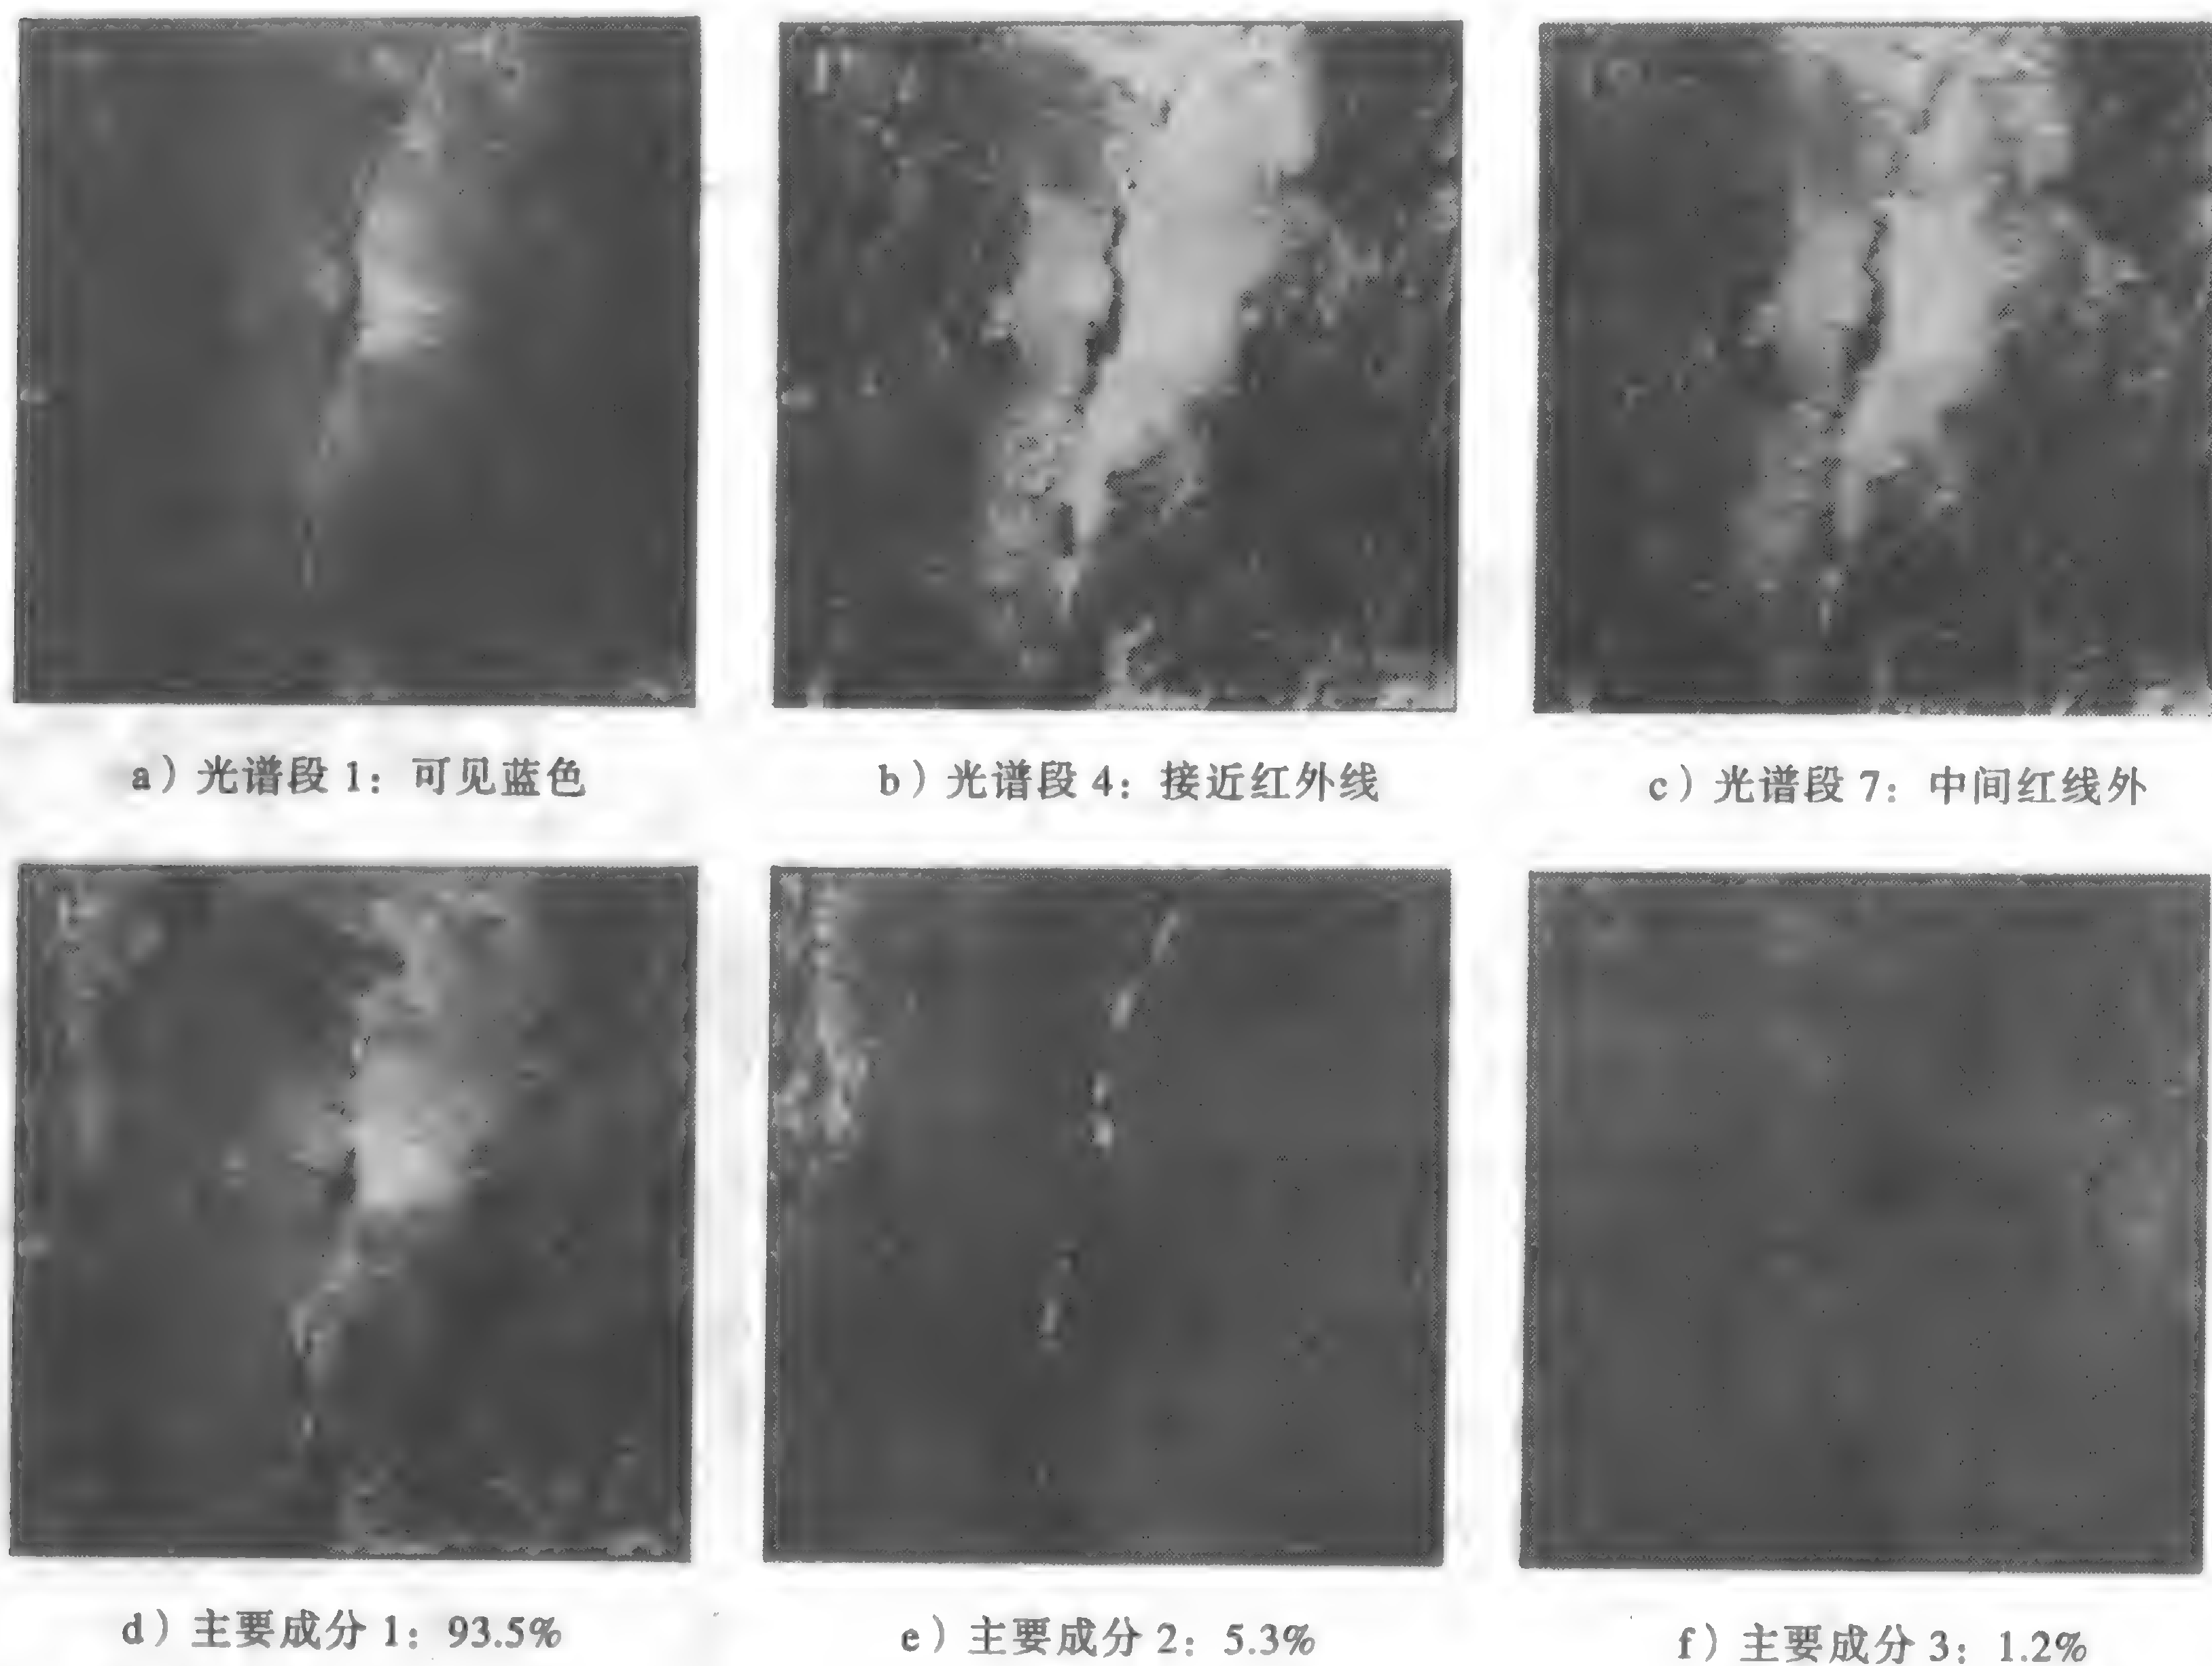 a）光谱段 1：可见蓝色
b）光谱段 4：接近红外线
c）光谱段 7：中间红线外
d）主要成分 1：93.5%
e）主要成分 2：5.3%
f）主要成分 3：1.2%